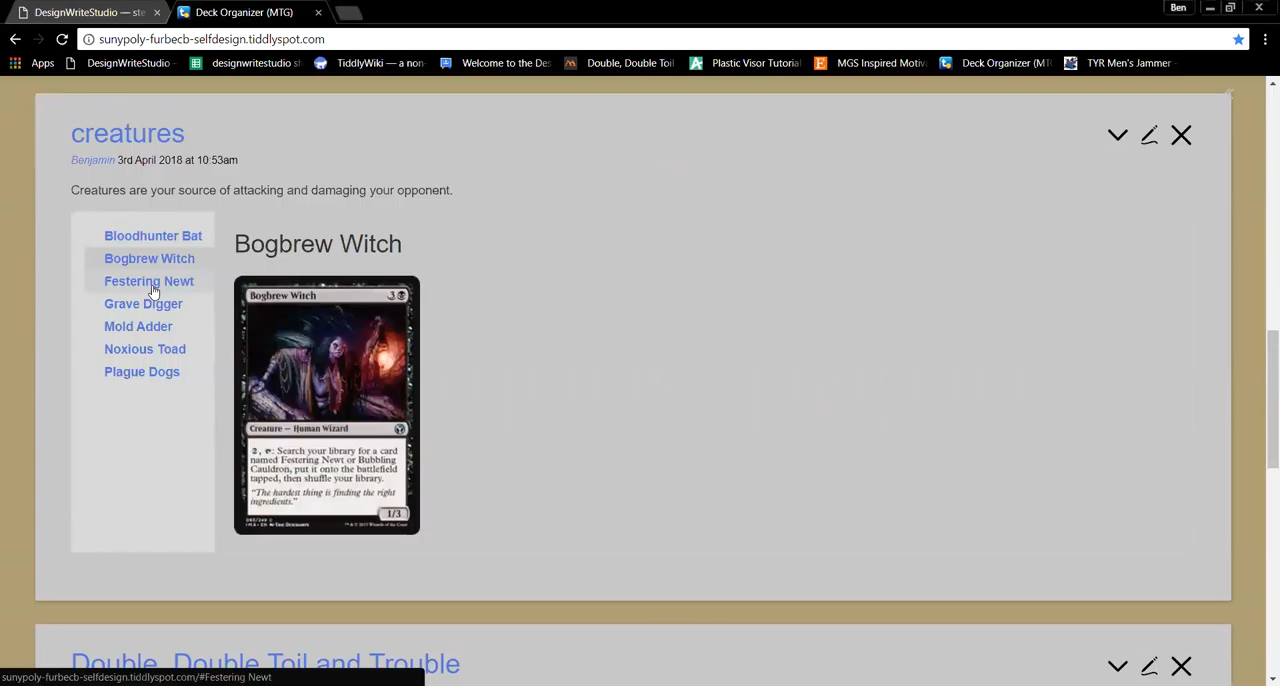 DesignWriteStudio — ste
Deck Organizer (MTG)
Ben
sunypoly-furbecb-selfdesign.tiddlyspot.com
Apps
DesignWriteStudio
designwritestudio sh
TiddlyWiki — a non-
Welcome to the Des
Double, Double Toil
Plastic Visor Tutorial
MGS Inspired Motiv
Deck Organizer (MT
TYR Men's Jammer
creatures
Benjamin 3rd April 2018 at 10:53am
Creatures are your source of attacking and damaging your opponent.
Bloodhunter Bat
Bogbrew Witch
Festering Newt
Grave Digger
Mold Adder
Noxious Toad
Plague Dogs
Bogbrew Witch
Bogbrew Witch 3
Creature — Human Wizard
2, : Search your library for a card
named Festering Newt or Bubbling
Cauldron, put it onto the battlefield
tapped, then shuffle your library.
"The hardest thing is finding the right
ingredients."
1/3
Double, Double Toil and Trouble
sunypoly-furbecb-selfdesign.tiddlyspot.com/#Festering Newt